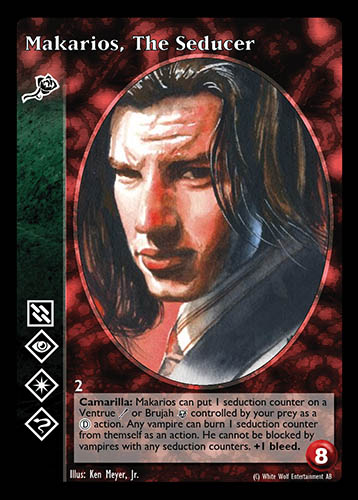 Makarios, The Seducer
2
Camarilla: Makarios can put 1 seduction counter on a
Ventrue or Brujah controlled by your prey as a
D action. Any vampire can burn 1 seduction counter
from themself as an action. He cannot be blocked by
vampires with any seduction counters. +1 bleed.
8
Illus: Ken Meyer, Jr.
(C) White Wolf Entertainment AB